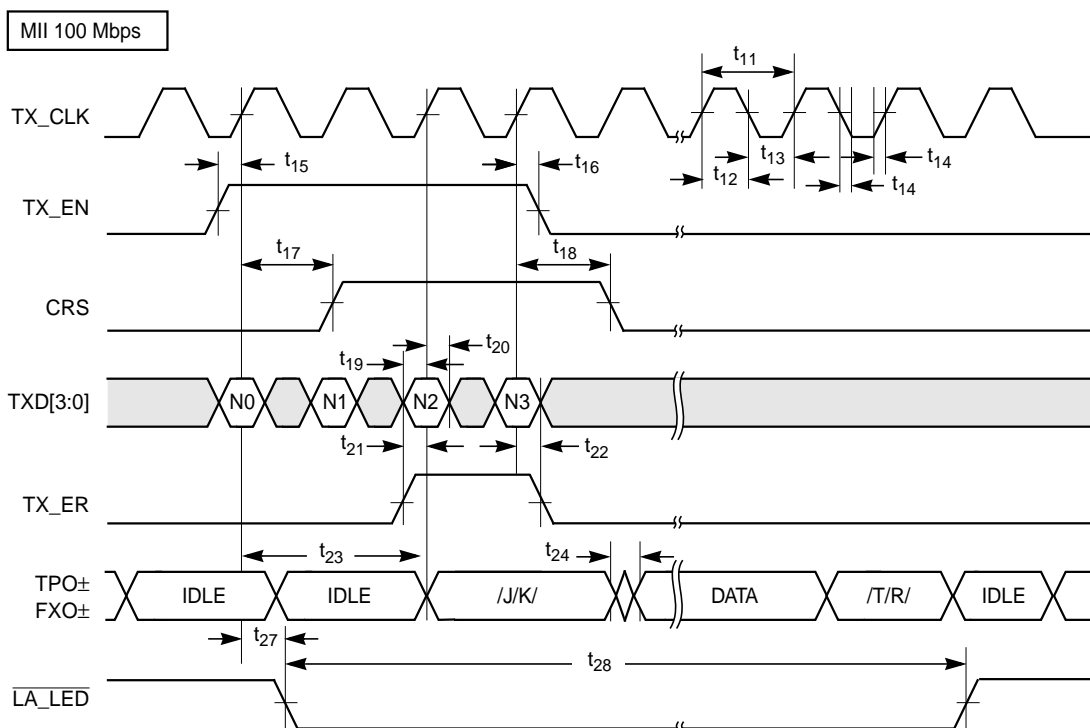 MII 100 Mbps
t11
TX_CLK
t15
t16
t13
t14
t12
t14
TX_EN
t17
t18
CRS
t19
t20
TXD[3:0]
N0
N1
N2
N3
t21
t22
TX_ER
t23
t24
TPO±
FXO±
IDLE
IDLE
/J/K/
DATA
/T/R/
IDLE
t27
t28
LA_LED